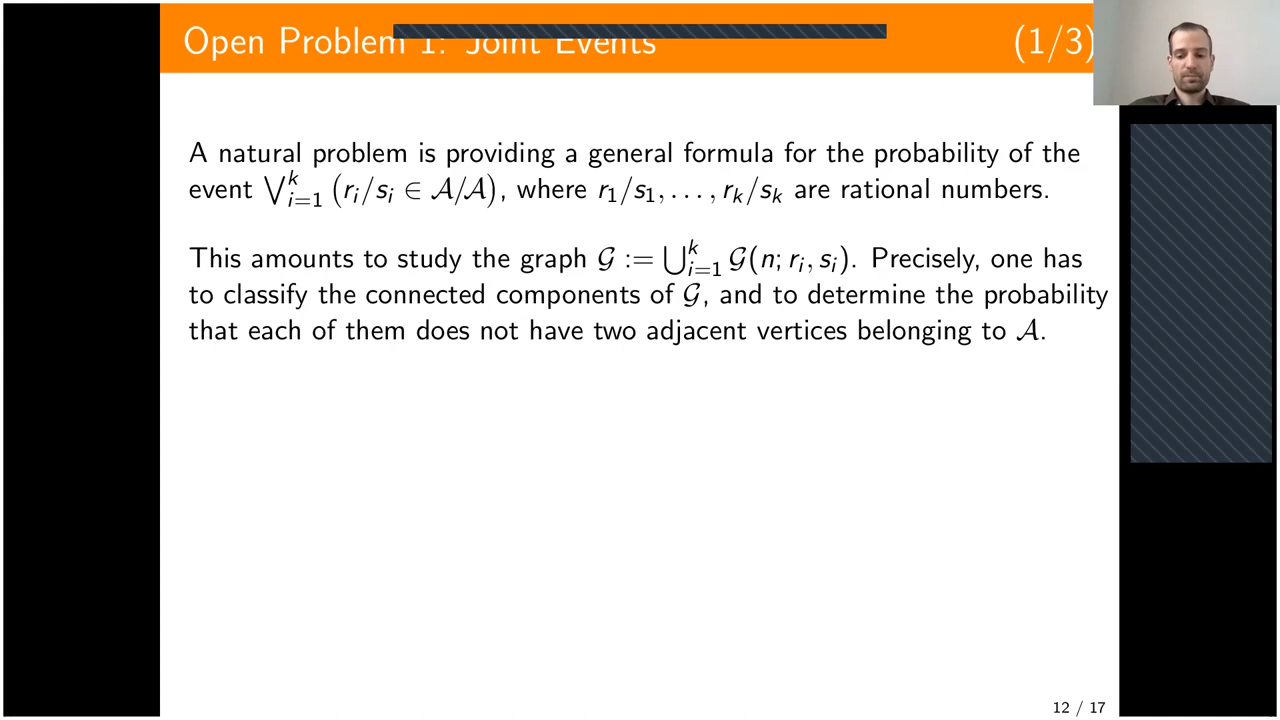 Open Problem 1: Joint Events (1/3)
A natural problem is providing a general formula for the probability of the
event ⋁ᵏᵢ₌₁ (rᵢ/sᵢ ∈ 𝒜/𝒜), where r₁/s₁, . . . , rₖ/sₖ are rational numbers.
This amounts to study the graph 𝒢 := ⋃ᵏᵢ₌₁ 𝒢(n; rᵢ, sᵢ). Precisely, one has
to classify the connected components of 𝒢, and to determine the probability
that each of them does not have two adjacent vertices belonging to 𝒜.
12 / 17